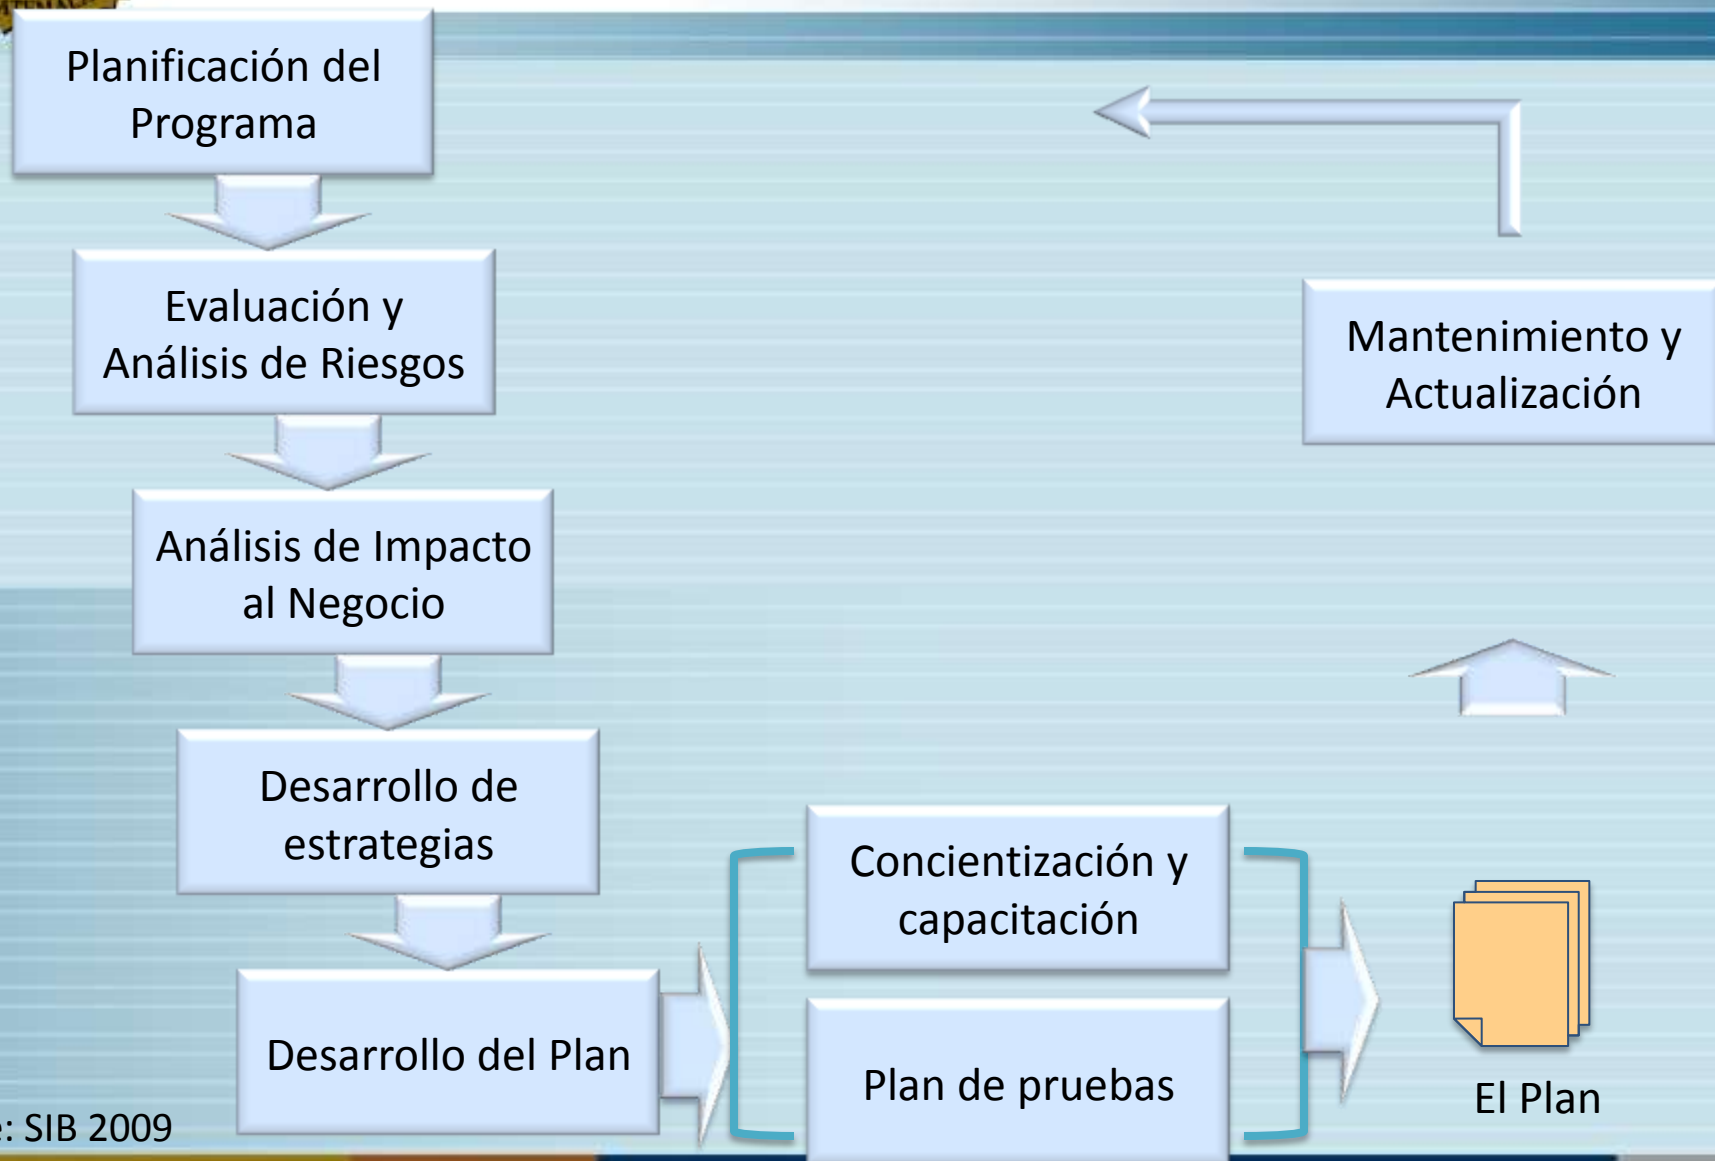 Planificación del
Programa
Evaluación y
Análisis de Riesgos
Mantenimiento y
Actualización
Análisis de Impacto
al Negocio
Desarrollo de
estrategias
Concientización y
capacitación
Desarrollo del Plan
Plan de pruebas
El Plan
: SIB 2009